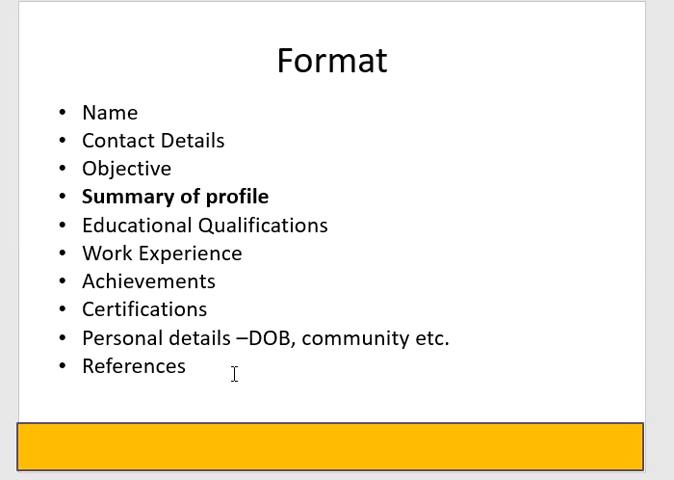 Format
• Name
• Contact Details
• Objective
• Summary of profile
• Educational Qualifications
• Work Experience
• Achievements
• Certifications
• Personal details –DOB, community etc.
• References